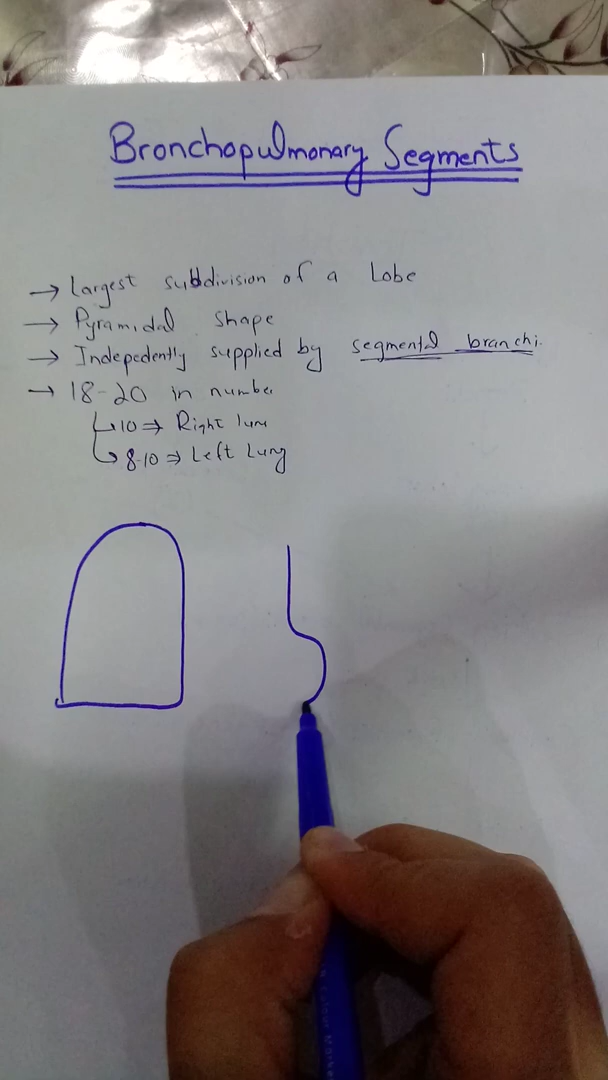 Bronchopulmonary Segments
→ Largest subdivision of a Lobe
→ Pyramidal shape
→ Indepedently supplied by segmental branchi.
→ 18-20 in number
10 ⇒ Right lung
8-10 ⇒ Left Lung